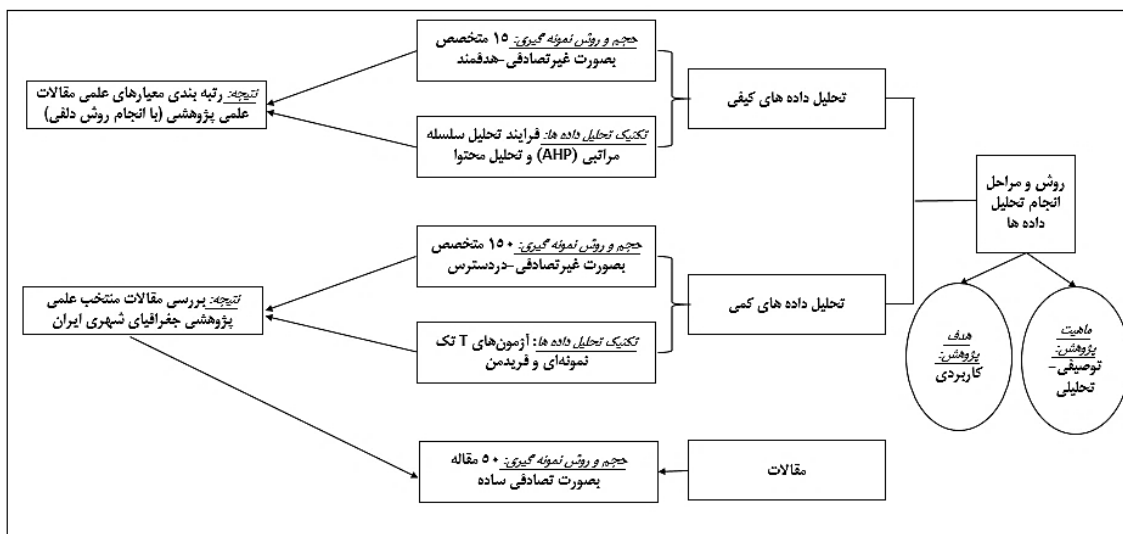 روش و مراحل
انجام تحلیل
داده ها
ماهیت
پژوهش:
توصیفی-
تحلیلی
هدف
پژوهش:
کاربردی
تحلیل داده های کیفی
حجم و روش نمونه گیری: ۱۵ متخصص
بصورت غیرتصادفی-هدفمند
تکنیک تحلیل داده ها: فرایند تحلیل سلسله
مراتبی (AHP) و تحلیل محتوا
نتیجه: رتبه بندی معیارهای علمی مقالات
علمی پژوهشی (با انجام روش دلفی)
تحلیل داده های کمی
حجم و روش نمونه گیری: ۱۵۰ متخصص
بصورت غیرتصادفی-دردسترس
تکنیک تحلیل داده ها: آزمون‌های T تک
نمونه‌ای و فریدمن
نتیجه: بررسی مقالات منتخب علمی
پژوهشی جغرافیای شهری ایران
مقالات
حجم و روش نمونه گیری: ۵۰ مقاله
بصورت تصادفی ساده